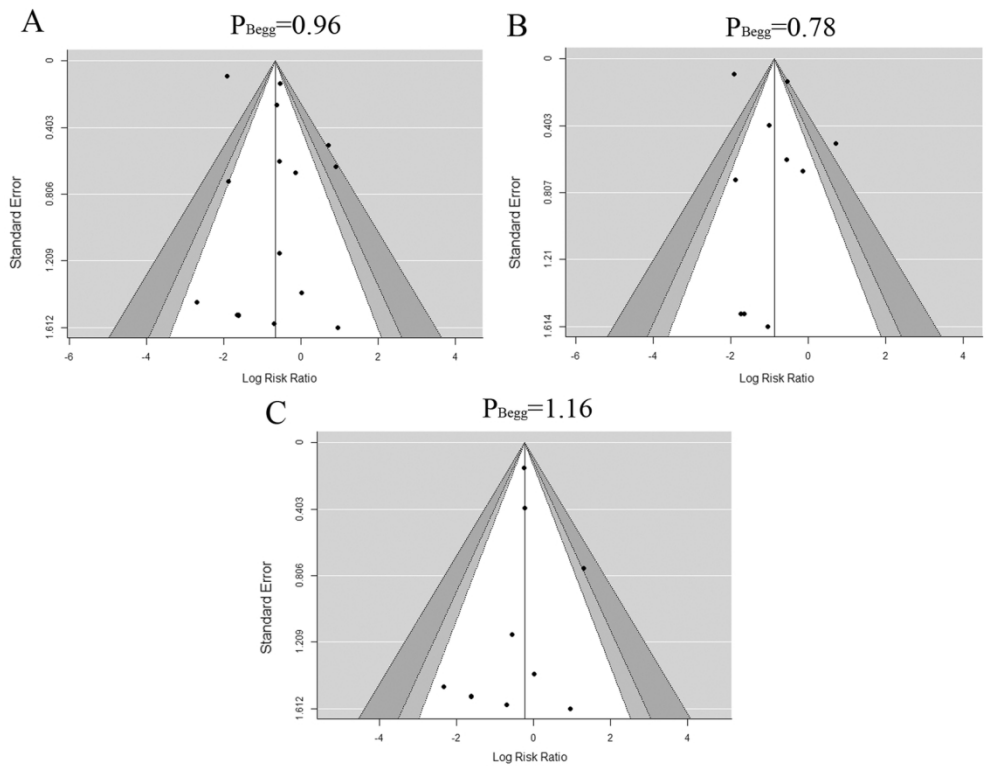 A
P_Begg=0.96
0
0.403
0.806
1.209
1.612
Standard Error
-6
-4
-2
0
2
4
Log Risk Ratio
B
P_Begg=0.78
0
0.403
0.807
1.21
1.614
Standard Error
-6
-4
-2
0
2
4
Log Risk Ratio
C
P_Begg=1.16
0
0.403
0.806
1.209
1.612
Standard Error
-4
-2
0
2
4
Log Risk Ratio